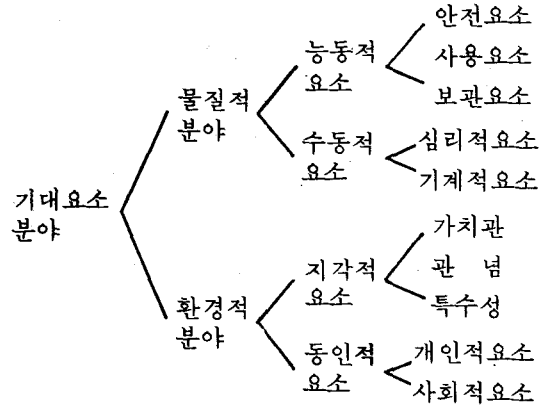 안전요소
능동적
요소
사용요소
물질적
분야
보관요소
수동적
요소
심리적요소
기계적요소
기대요소
분야
가치관
지각적
요소
관 념
환경적
분야
특수성
동인적
요소
개인적요소
사회적요소